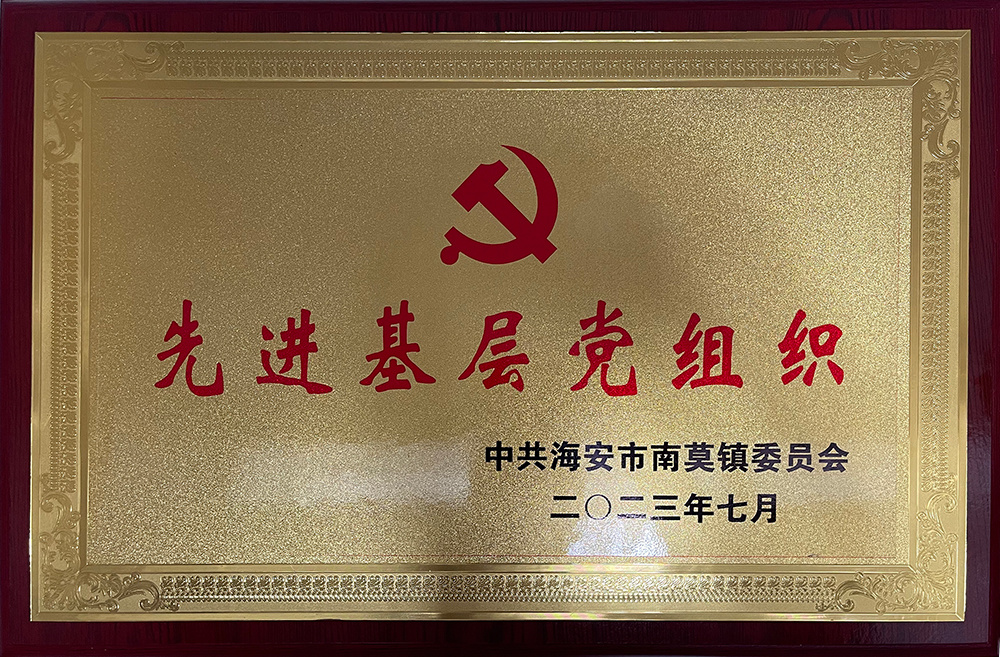 先进基层党组织
中共海安市南莫镇委员会
二〇二三年七月